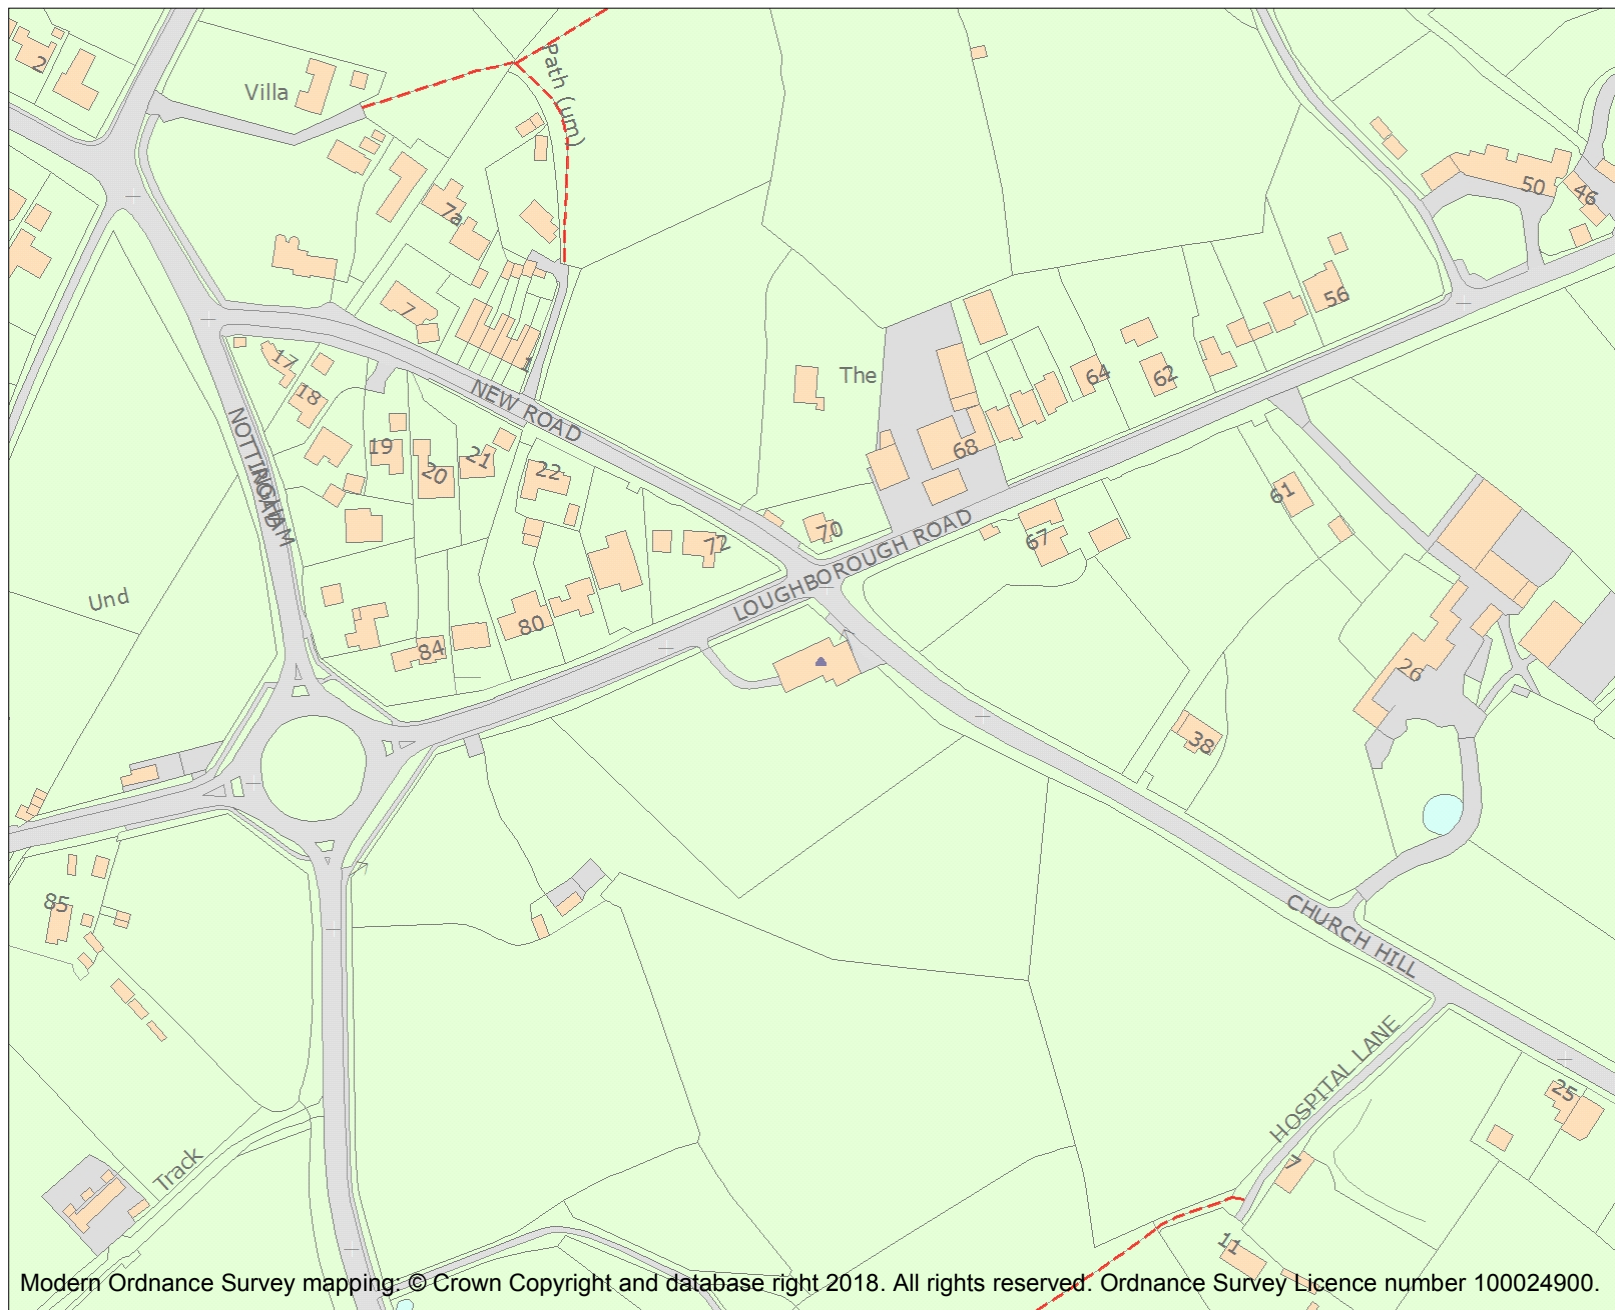 2
Villa
Path (um)
50
46
7a
7
1
56
17
18
The
64
62
NEW ROAD
NOTTINGHAM
ROAD
19
20
21
22
68
61
70
67
72
LOUGHBOROUGH ROAD
Und
80
84
26
38
85
CHURCH HILL
HOSPITAL LANE
25
Track
7
11
Modern Ordnance Survey mapping: © Crown Copyright and database right 2018. All rights reserved. Ordnance Survey Licence number 100024900.